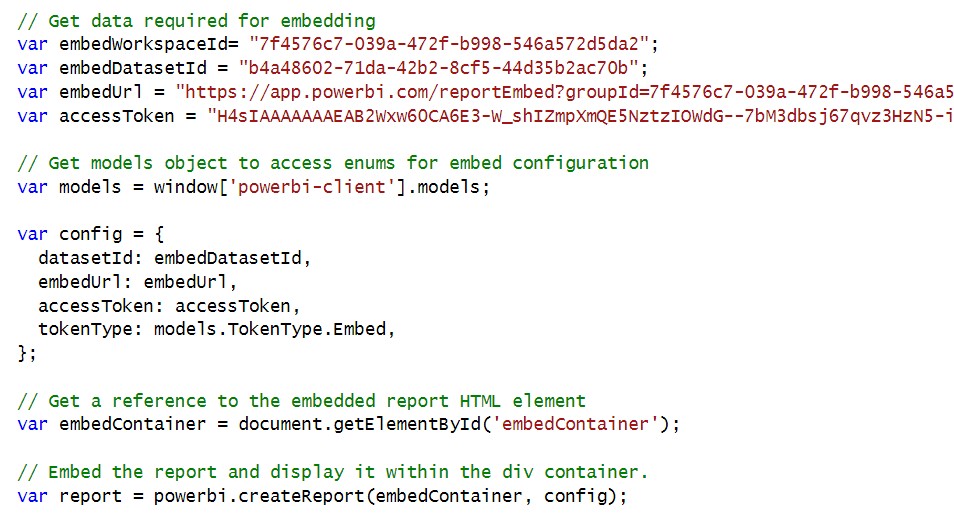 // Get data required for embedding
var embedWorkspaceId= "7f4576c7-039a-472f-b998-546a572d5da2";
var embedDatasetId = "b4a48602-71da-42b2-8cf5-44d35b2ac70b";
var embedUrl = "https://app.powerbi.com/reportEmbed?groupId=7f4576c7-039a-472f-b998-546a5
var accessToken = "H4sIAAAAAAAEAB2Wxw6OCA6E3-W_shIZmpXmQE5NztzIOWdG--7bM3dbsj67qvz3HzN5-i
// Get models object to access enums for embed configuration
var models = window['powerbi-client'].models;
var config = {
  datasetId: embedDatasetId,
  embedUrl: embedUrl,
  accessToken: accessToken,
  tokenType: models.TokenType.Embed,
};
// Get a reference to the embedded report HTML element
var embedContainer = document.getElementById('embedContainer');
// Embed the report and display it within the div container.
var report = powerbi.createReport(embedContainer, config);